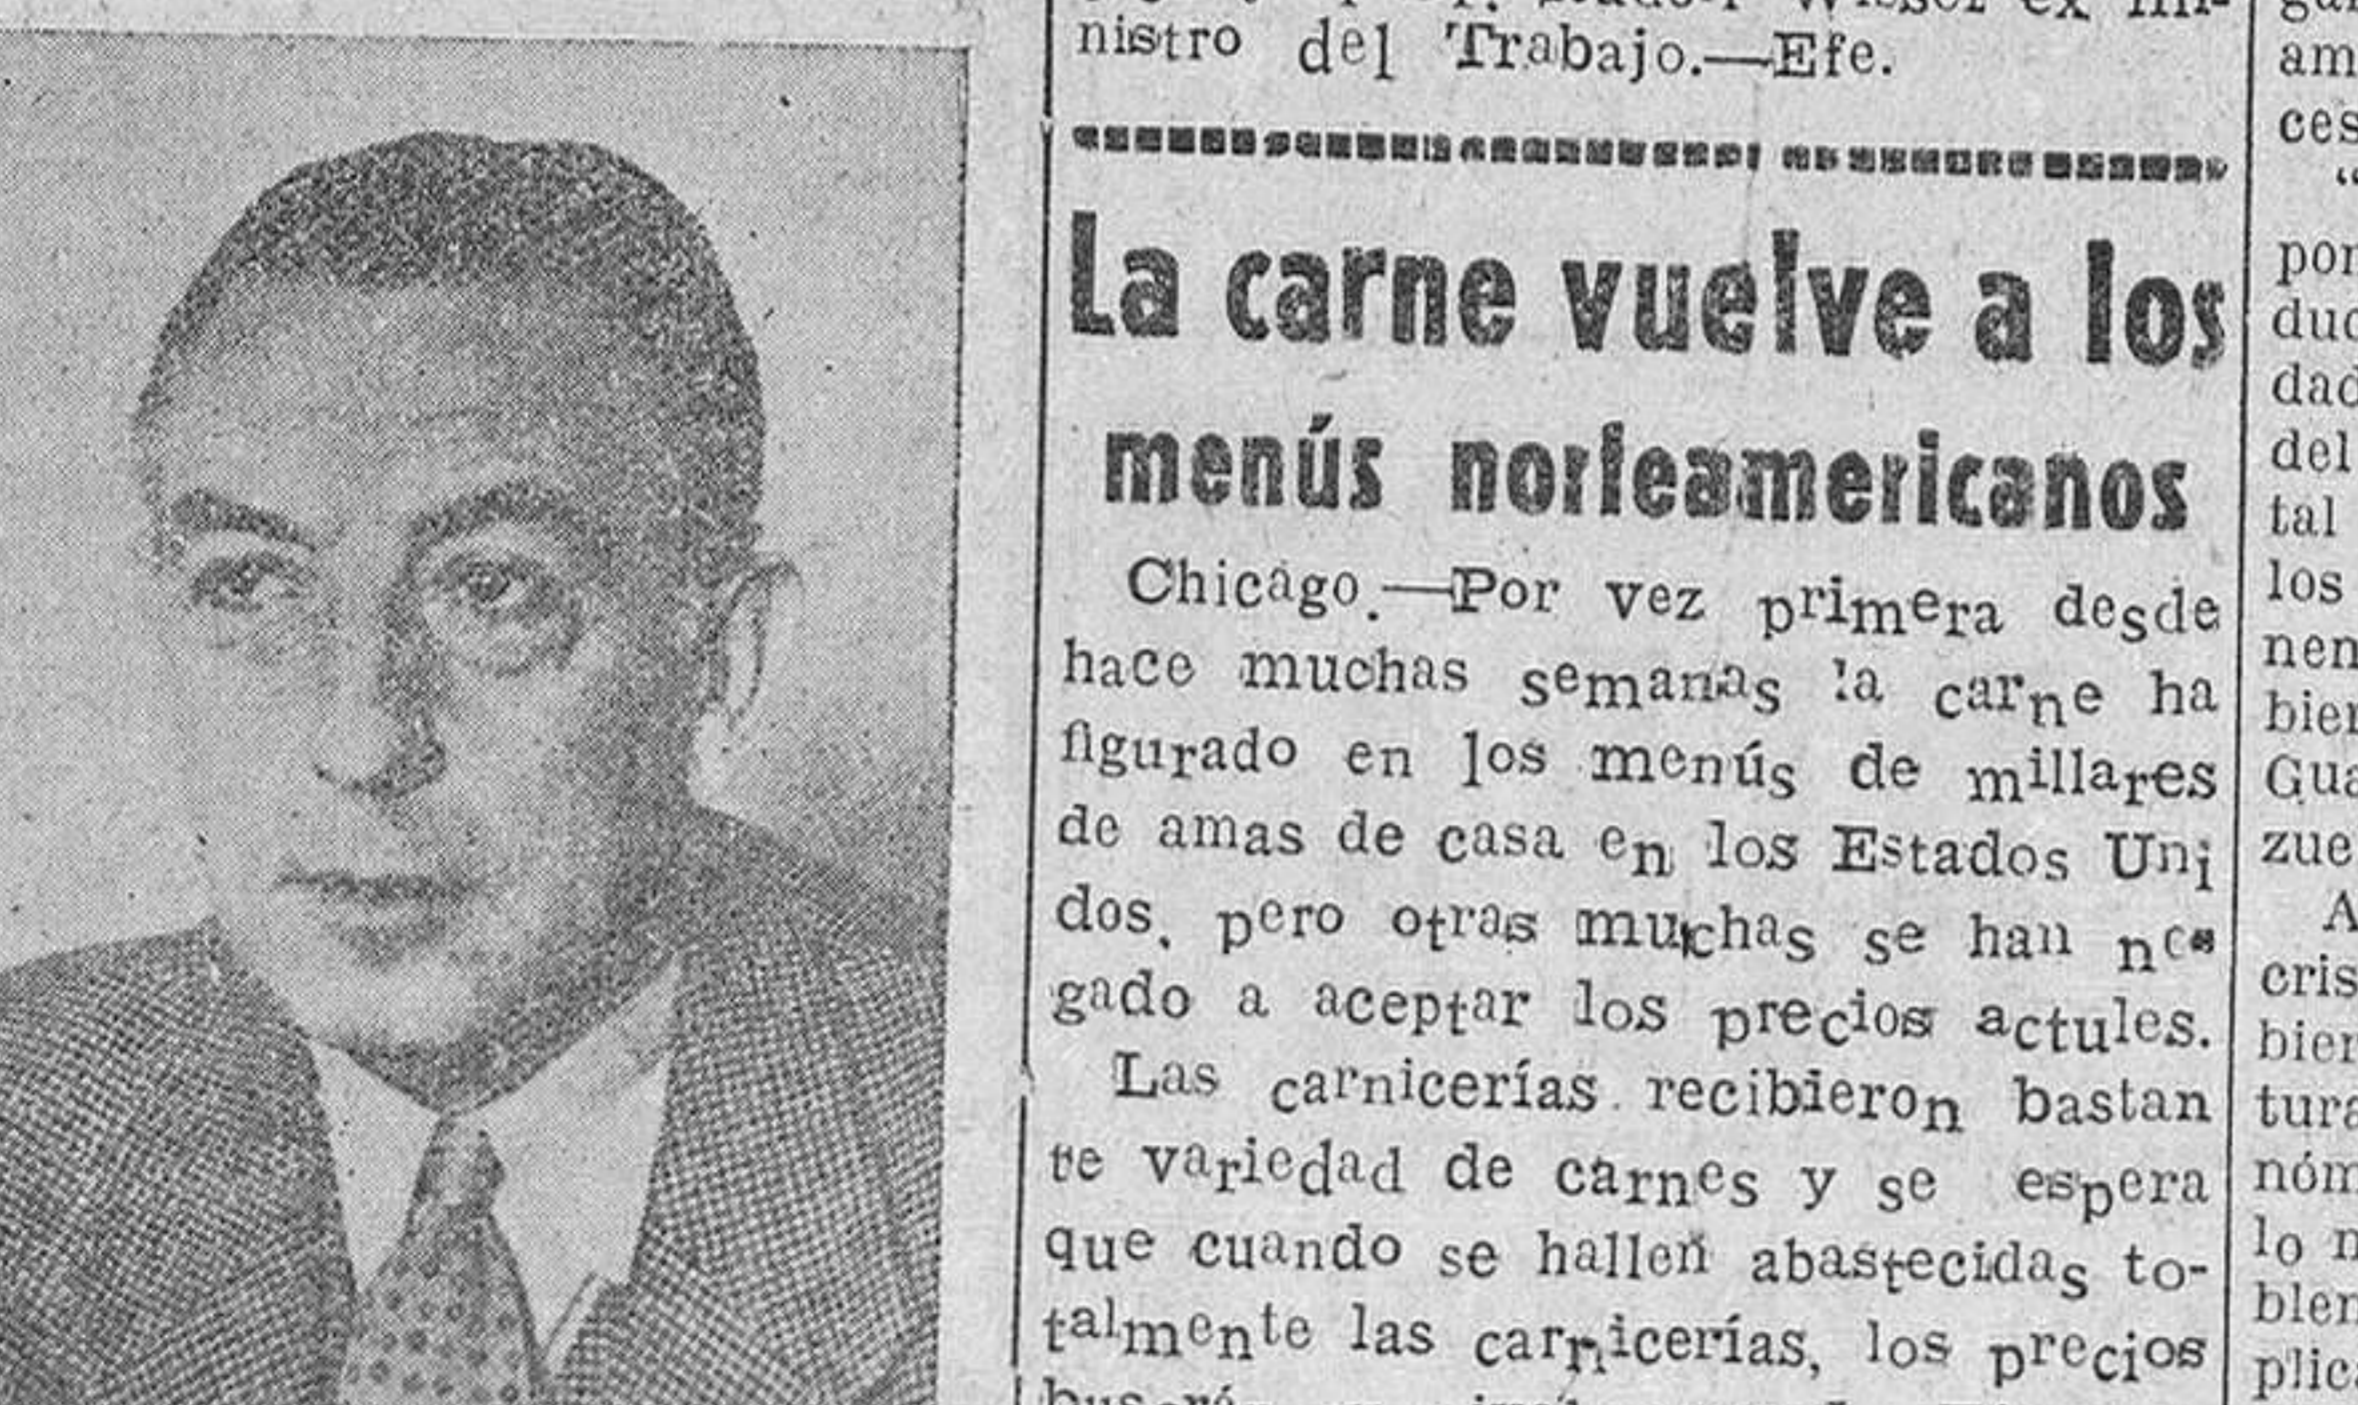 nistro del Trabajo.—Efe.
La carne vuelve a los
menús norteamericanos
Chicago.—Por vez primera desde
hace muchas semanas la carne ha
figurado en los menús de millares
de amas de casa en los Estados Uni
dos, pero otras muchas se han ne-
gado a aceptar los precios actules.
Las carnicerías recibieron bastan
te variedad de carnes y se espera
que cuando se hallen abastecidas to-
talmente las carnicerías, los precios
am
ces
“
por
duc
dad
del
tal
los
nen
bier
Gua
zue
A
cris
bier
tura
nóm
lo n
blen
plica